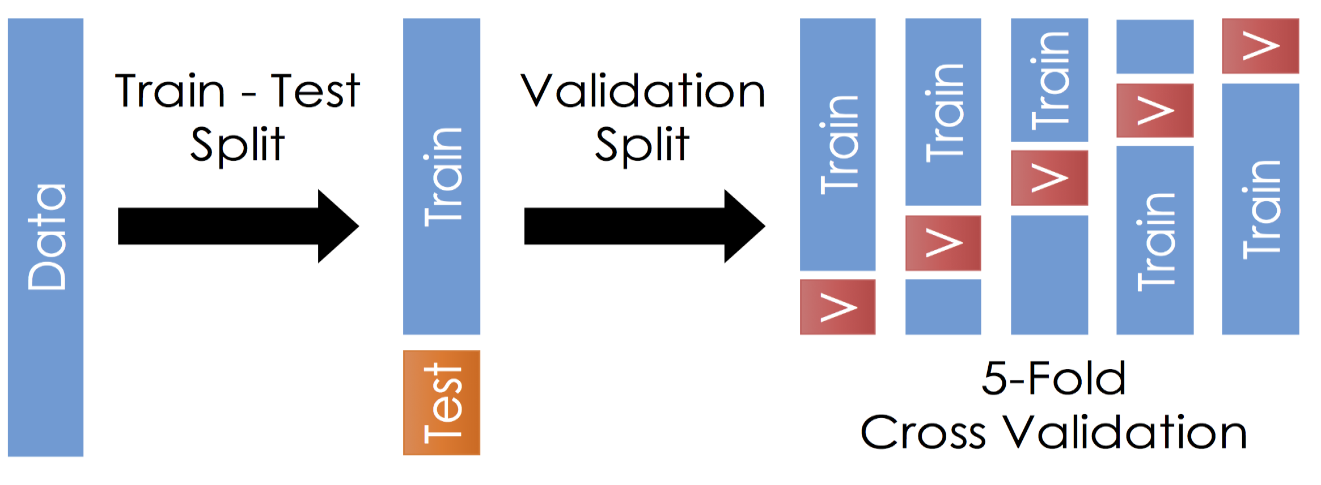 Data
Train - Test
Split
Train
Test
Validation
Split
Train
V
Train
V
Train
V
V
Train
V
Train
5-Fold
Cross Validation